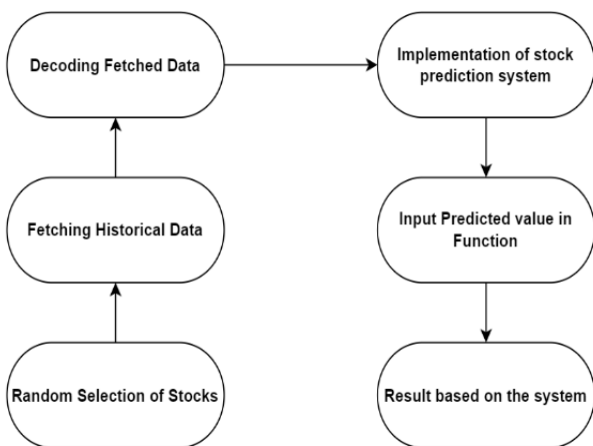 Decoding Fetched Data
Implementation of stock
prediction system
Fetching Historical Data
Input Predicted value in
Function
Random Selection of Stocks
Result based on the system